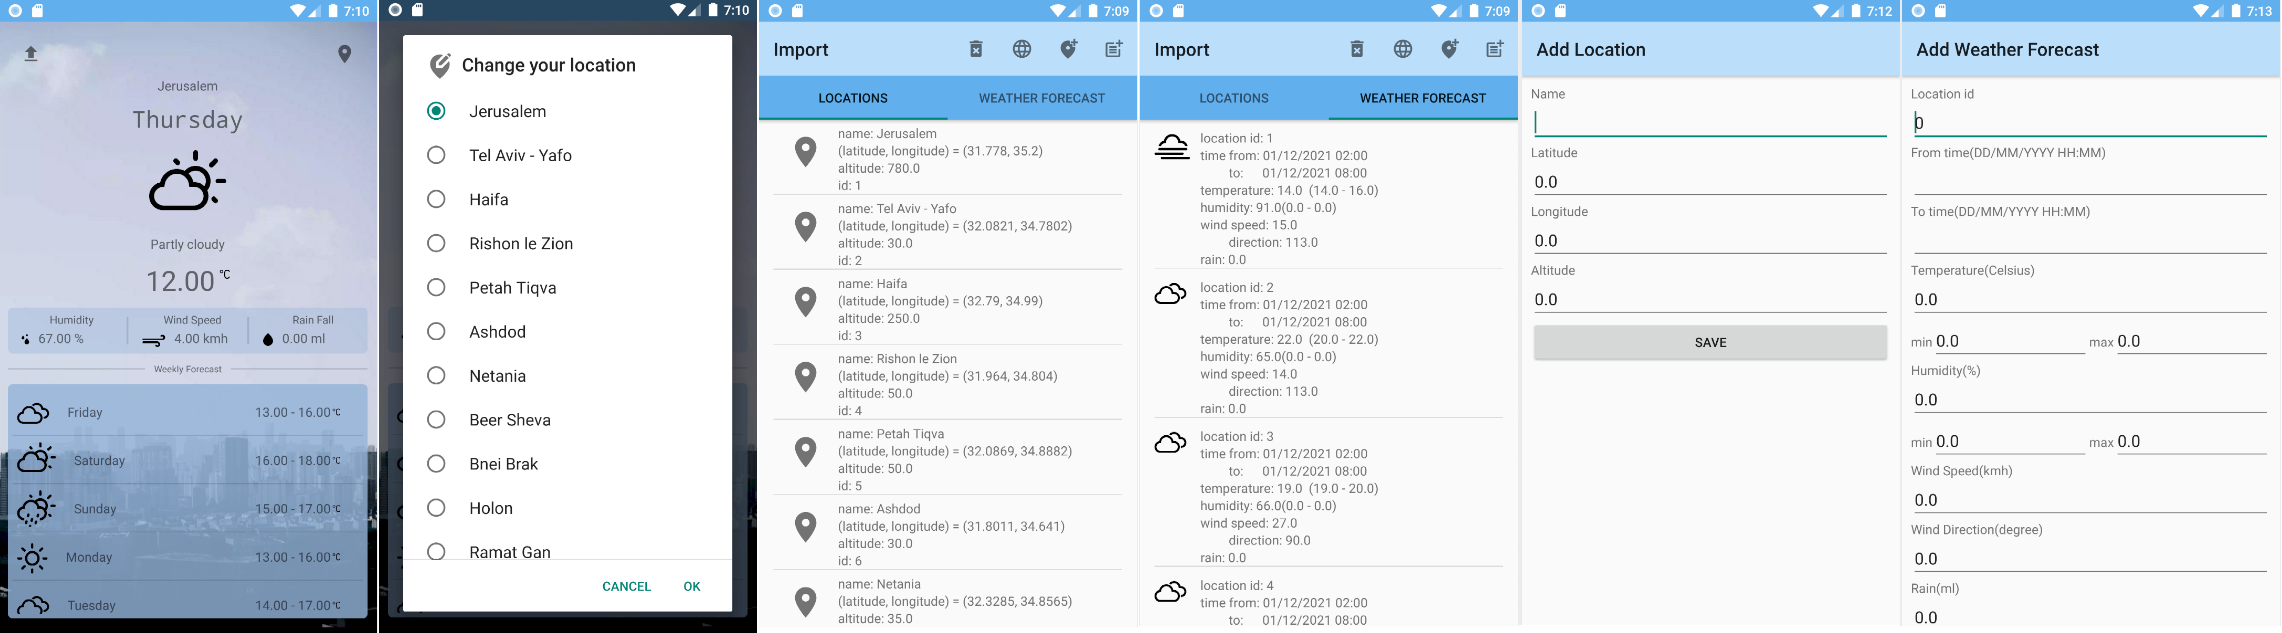 7:10
Jerusalem
Thursday
Partly cloudy
12.00 °C
Humidity
67.00 %
Wind Speed
4.00 kmh
Rain Fall
0.00 ml
Weekly Forecast
Friday 13.00 - 16.00°C
Saturday 16.00 - 18.00°C
Sunday 15.00 - 17.00°C
Monday 13.00 - 16.00°C
Tuesday 14.00 - 17.00°C
7:10
Change your location
Jerusalem
Tel Aviv - Yafo
Haifa
Rishon le Zion
Petah Tiqva
Ashdod
Netania
Beer Sheva
Bnei Brak
Holon
Ramat Gan
CANCEL OK
7:09
Import
LOCATIONS WEATHER FORECAST
name: Jerusalem
(latitude, longitude) = (31.778, 35.2)
altitude: 780.0
id: 1
name: Tel Aviv - Yafo
(latitude, longitude) = (32.0821, 34.7802)
altitude: 30.0
id: 2
name: Haifa
(latitude, longitude) = (32.79, 34.99)
altitude: 250.0
id: 3
name: Rishon le Zion
(latitude, longitude) = (31.964, 34.804)
altitude: 50.0
id: 4
name: Petah Tiqva
(latitude, longitude) = (32.0869, 34.8882)
altitude: 50.0
id: 5
name: Ashdod
(latitude, longitude) = (31.8011, 34.641)
altitude: 30.0
id: 6
name: Netania
(latitude, longitude) = (32.3285, 34.8565)
altitude: 35.0
7:09
Import
LOCATIONS WEATHER FORECAST
location id: 1
time from: 01/12/2021 02:00
to: 01/12/2021 08:00
temperature: 14.0 (14.0 - 16.0)
humidity: 91.0(0.0 - 0.0)
wind speed: 15.0
direction: 113.0
rain: 0.0
location id: 2
time from: 01/12/2021 02:00
to: 01/12/2021 08:00
temperature: 22.0 (20.0 - 22.0)
humidity: 65.0(0.0 - 0.0)
wind speed: 14.0
direction: 113.0
rain: 0.0
location id: 3
time from: 01/12/2021 02:00
to: 01/12/2021 08:00
temperature: 19.0 (19.0 - 20.0)
humidity: 66.0(0.0 - 0.0)
wind speed: 27.0
direction: 90.0
rain: 0.0
location id: 4
time from: 01/12/2021 02:00
to: 01/12/2021 08:00
7:12
Add Location
Name
Latitude
0.0
Longitude
0.0
Altitude
0.0
SAVE
7:13
Add Weather Forecast
Location id
0
From time(DD/MM/YYYY HH:MM)
To time(DD/MM/YYYY HH:MM)
Temperature(Celsius)
0.0
min 0.0 max 0.0
Humidity(%)
0.0
min 0.0 max 0.0
Wind Speed(kmh)
0.0
Wind Direction(degree)
0.0
Rain(ml)
0.0